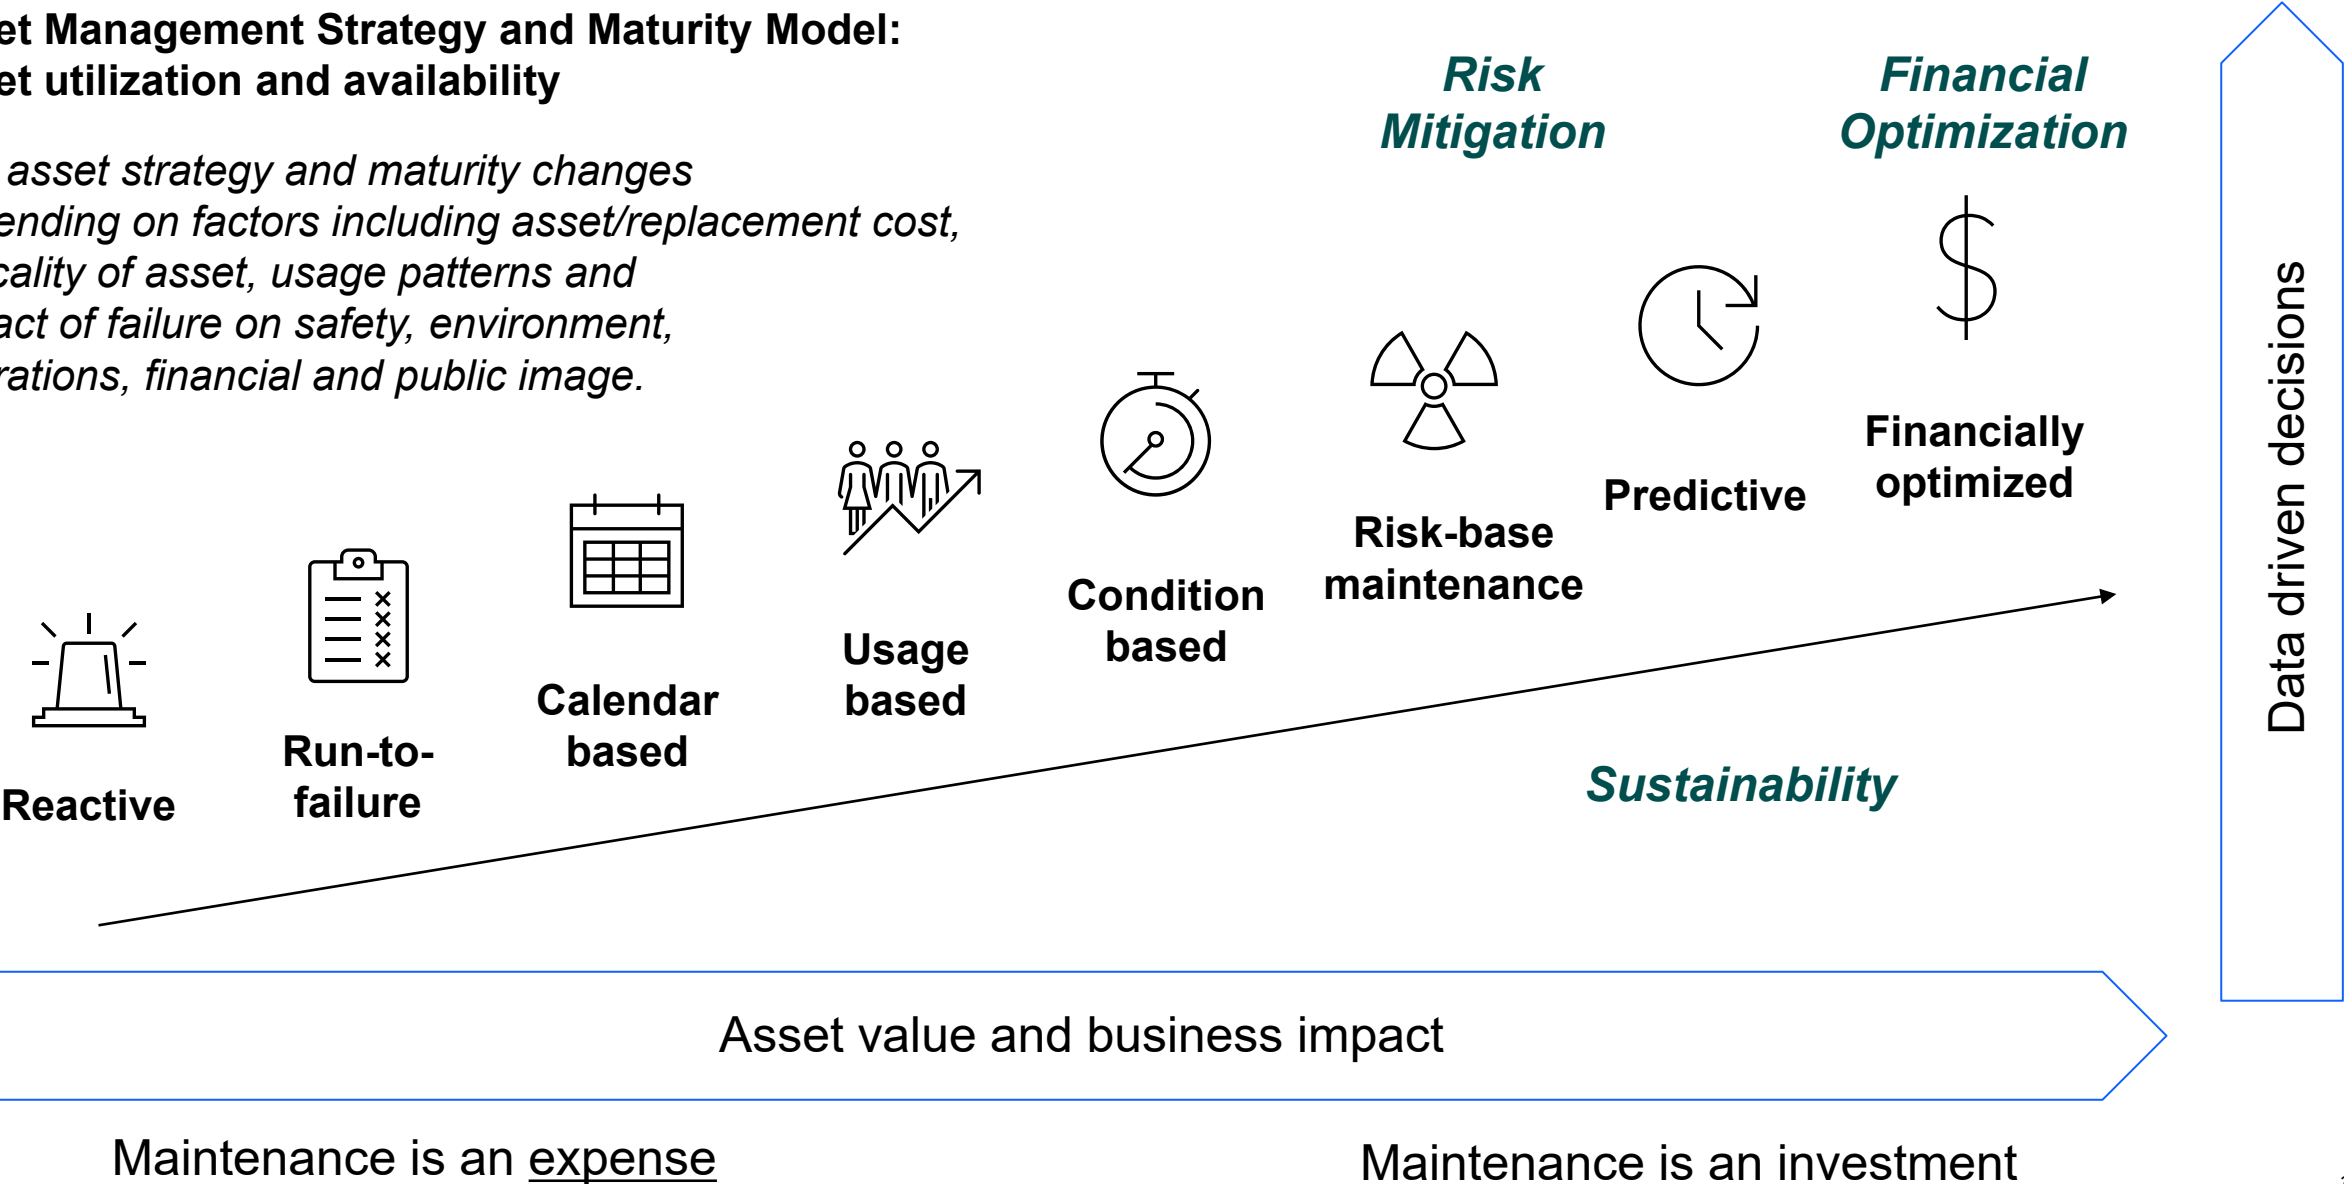 et Management Strategy and Maturity Model:
et utilization and availability
asset strategy and maturity changes
ending on factors including asset/replacement cost,
cality of asset, usage patterns and
act of failure on safety, environment,
rations, financial and public image.
Risk
Mitigation
Financial
Optimization
Reactive
Run-to-
failure
Calendar
based
Usage
based
Condition
based
Risk-base
maintenance
Predictive
Financially
optimized
Sustainability
Data driven decisions
Asset value and business impact
Maintenance is an expense
Maintenance is an investment